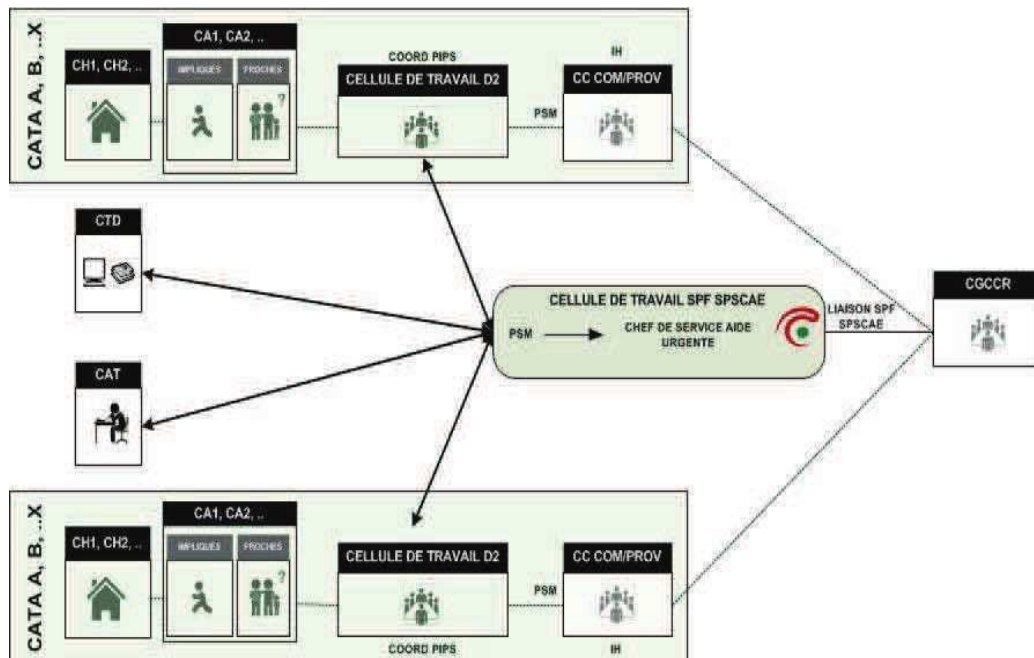 CATA A, B, ..X
CH1, CH2, ..
CA1, CA2, ..
IMPLIQUÉS
PROCHES
?
COORD PIPS
CELLULE DE TRAVAIL D2
PSM
IH
CC COM/PROV
CTD
CAT
CELLULE DE TRAVAIL SPF SPSCAE
PSM
CHEF DE SERVICE AIDE
URGENTE
LIAISON SPF
SPSCAE
CGCCR
CATA A, B, ..X
CH1, CH2, ..
CA1, CA2, ..
IMPLIQUÉS
PROCHES
?
CELLULE DE TRAVAIL D2
COORD PIPS
PSM
CC COM/PROV
IH